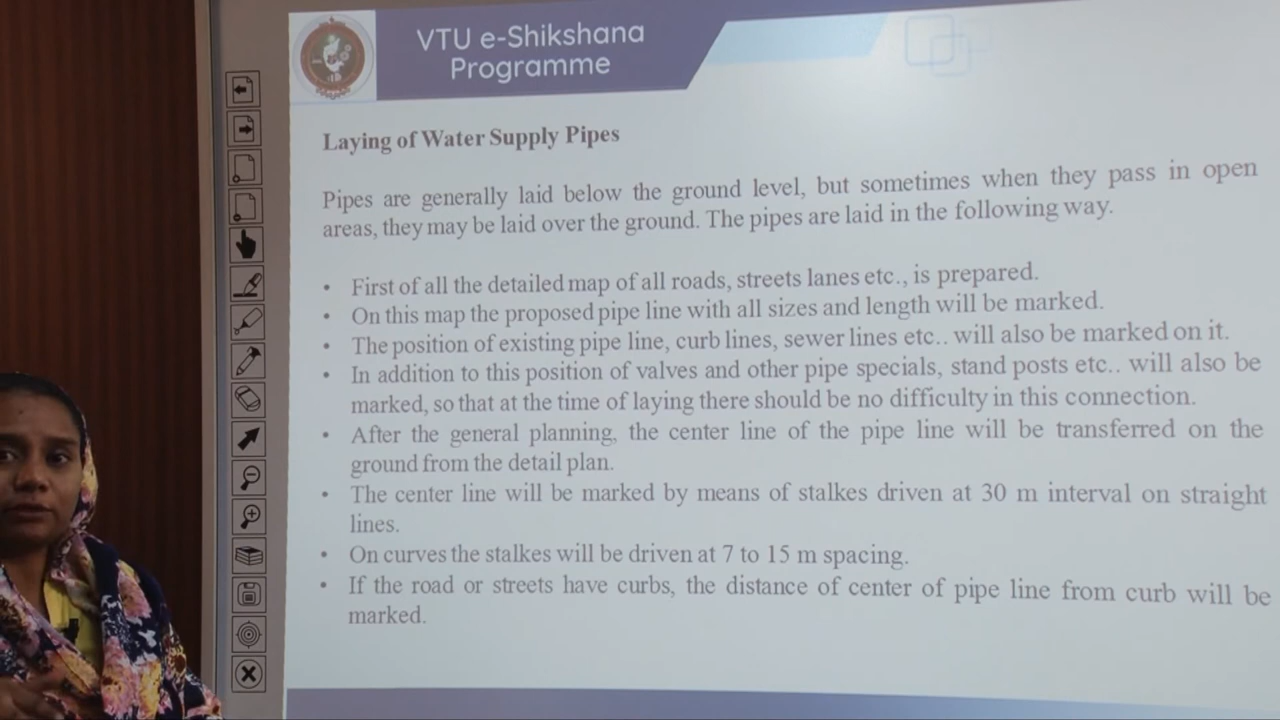 VTU e-Shikshana
Programme
Laying of Water Supply Pipes
Pipes are generally laid below the ground level, but sometimes when they pass in open
areas, they may be laid over the ground. The pipes are laid in the following way.
• First of all the detailed map of all roads, streets lanes etc., is prepared.
• On this map the proposed pipe line with all sizes and length will be marked.
• The position of existing pipe line, curb lines, sewer lines etc.. will also be marked on it.
• In addition to this position of valves and other pipe specials, stand posts etc.. will also be
marked, so that at the time of laying there should be no difficulty in this connection.
• After the general planning, the center line of the pipe line will be transferred on the
ground from the detail plan.
• The center line will be marked by means of stalkes driven at 30 m interval on straight
lines.
• On curves the stalkes will be driven at 7 to 15 m spacing.
• If the road or streets have curbs, the distance of center of pipe line from curb will be
marked.